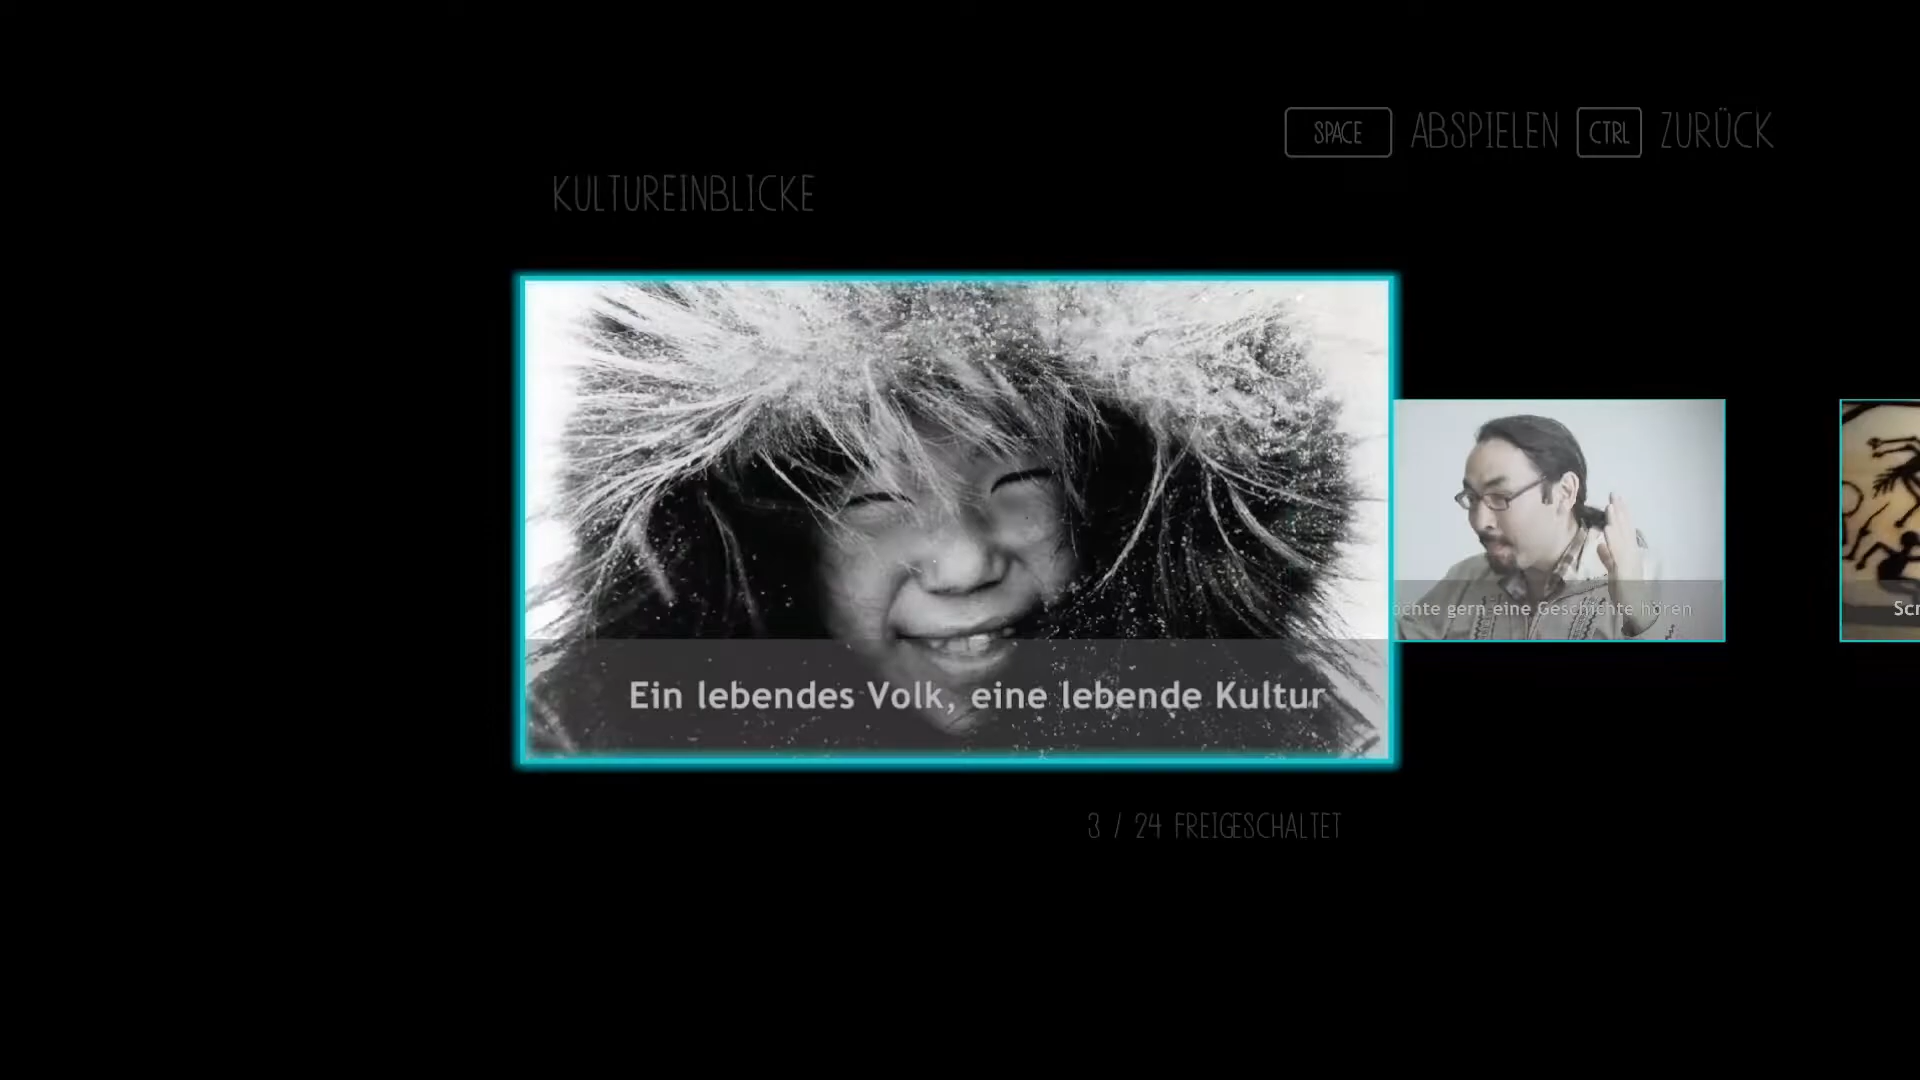 SPACE ABSPIELEN CTRL ZURÜCK
KULTUREINBLICKE
Ein lebendes Volk, eine lebende Kultur
gern eine Geschichte hören
3 / 24 FREIGESCHALTET